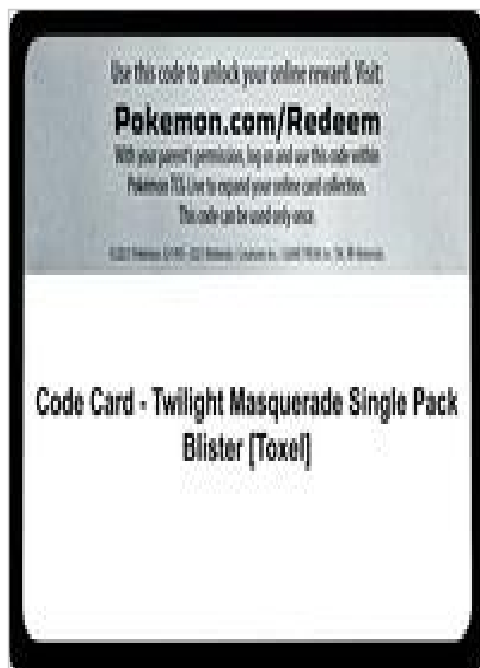 Use this code to unlock your online reward. Visit:
Pokemon.com/Redeem
With your parent's permission, log on and use this code within
Pokémon TCG Live to expand your online card collection.
This code can be used only once.
Code Card - Twilight Masquerade Single Pack
Blister [Toxel]